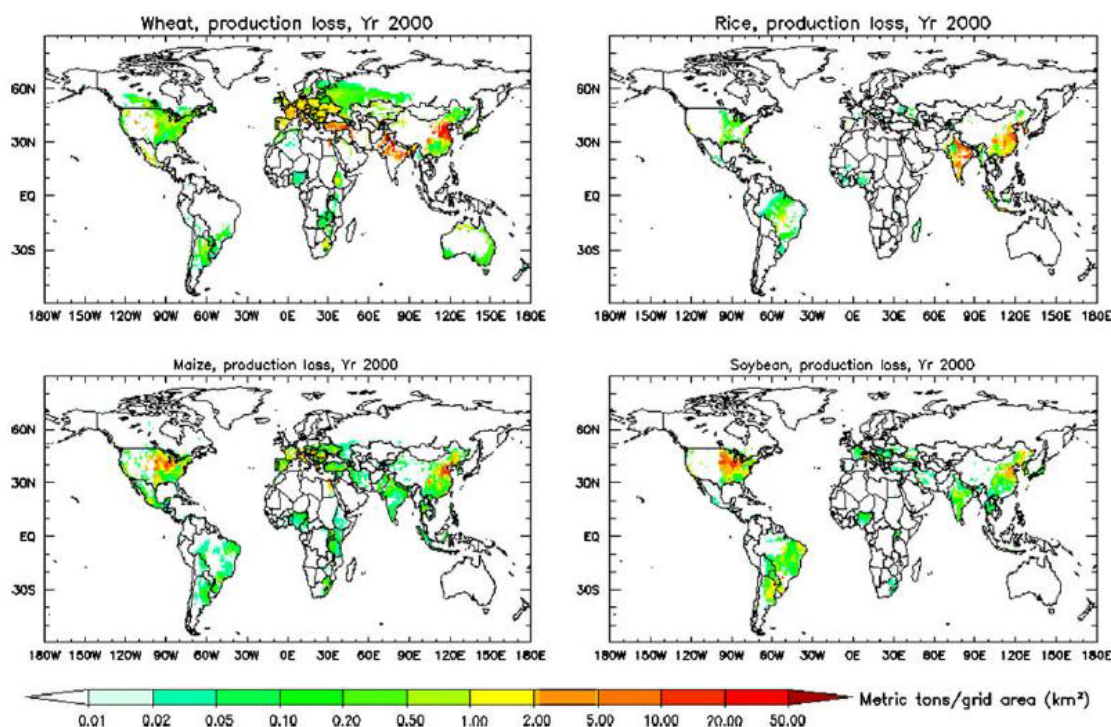 Wheat, production loss, Yr 2000
Rice, production loss, Yr 2000
60N
30N
EQ
30S
180W 150W 120W 90W 60W 30W 0E 30E 60E 90E 120E 150E 180E
60N
30N
EQ
30S
180W 150W 120W 90W 60W 30W 0E 30E 60E 90E 120E 150E 180E
Maize, production loss, Yr 2000
Soybean, production loss, Yr 2000
60N
30N
EQ
30S
180W 150W 120W 90W 60W 30W 0E 30E 60E 90E 120E 150E 180E
60N
30N
EQ
30S
180W 150W 120W 90W 60W 30W 0E 30E 60E 90E 120E 150E 180E
0.01 0.02 0.05 0.10 0.20 0.50 1.00 2.00 5.00 10.00 20.00 50.00
Metric tons/grid area (km²)